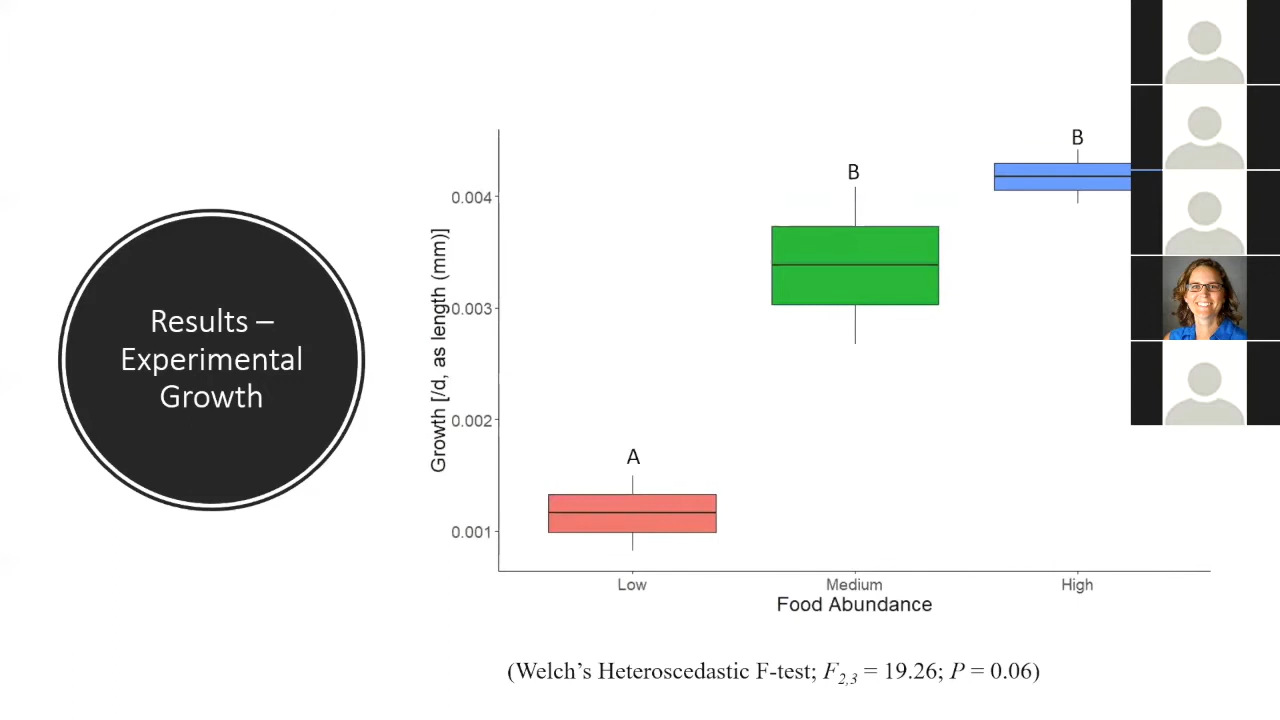 Results –
Experimental
Growth
Growth [/d, as length (mm)]
0.004
0.003
0.002
0.001
A
B
B
Low
Medium
High
Food Abundance
(Welch’s Heteroscedastic F-test; F2,3 = 19.26; P = 0.06)